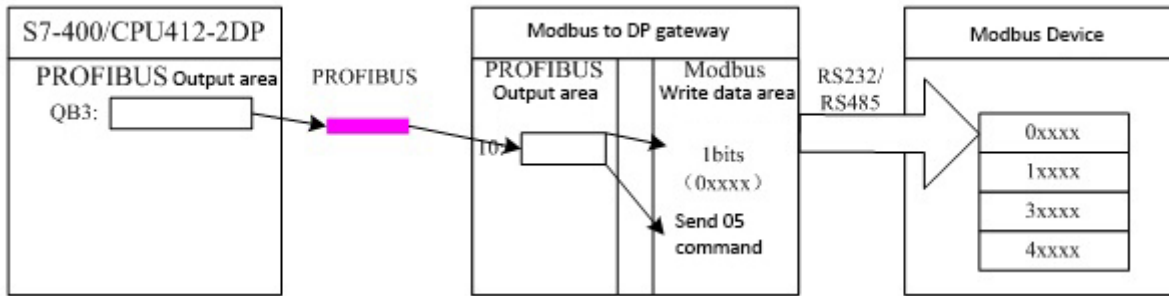 S7-400/CPU412-2DP
PROFIBUS Output area
QB3:
PROFIBUS
Modbus to DP gateway
PROFIBUS
Output area
Modbus
Write data area
1bits
（0xxxx）
Send 05
command
RS232/
RS485
Modbus Device
0xxxx
1xxxx
3xxxx
4xxxx